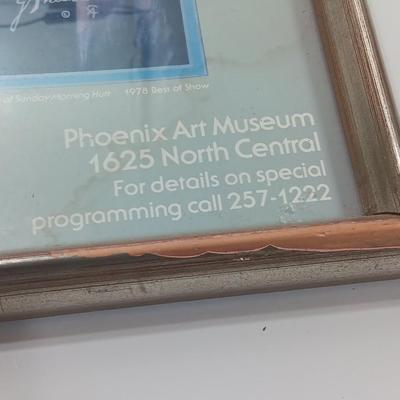 ©
of Sunday Morning Hunt 1978 Best of Show
Phoenix Art Museum
1625 North Central
For details on special
programming call 257-1222